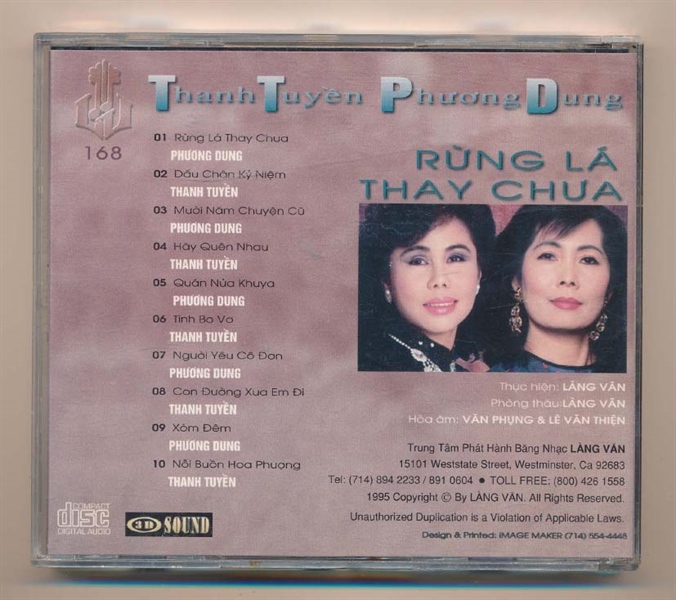 Thanh Tuyền Phương Dung
168
RỪNG LÁ
THAY CHƯA
01 Rừng Lá Thay Chưa
PHƯƠNG DUNG
02 Dấu Chân Kỷ Niệm
THANH TUYỀN
03 Mười Năm Chuyện Cũ
PHƯƠNG DUNG
04 Hãy Quên Nhau
THANH TUYỀN
05 Quán Nửa Khuya
PHƯƠNG DUNG
06 Tình Bơ Vơ
THANH TUYỀN
07 Người Yêu Cô Đơn
PHƯƠNG DUNG
08 Con Đường Xưa Em Đi
THANH TUYỀN
09 Xóm Đêm
PHƯƠNG DUNG
10 Nỗi Buồn Hoa Phượng
THANH TUYỀN
Thực hiện: LÀNG VĂN
Phòng thâu: LÀNG VĂN
Hòa âm: VĂN PHỤNG & LÊ VĂN THIỆN
Trung Tâm Phát Hành Băng Nhạc LÀNG VĂN
15101 Weststate Street, Westminster, Ca 92683
Tel: (714) 894 2233 / 891 0604 ● TOLL FREE: (800) 426 1558
1995 Copyright © By LÀNG VĂN. All Rights Reserved.
Unauthorized Duplication is a Violation of Applicable Laws.
Design & Printed: iMAGE MAKER (714) 554-4448
COMPACT
disc
DIGITAL AUDIO
3D SOUND